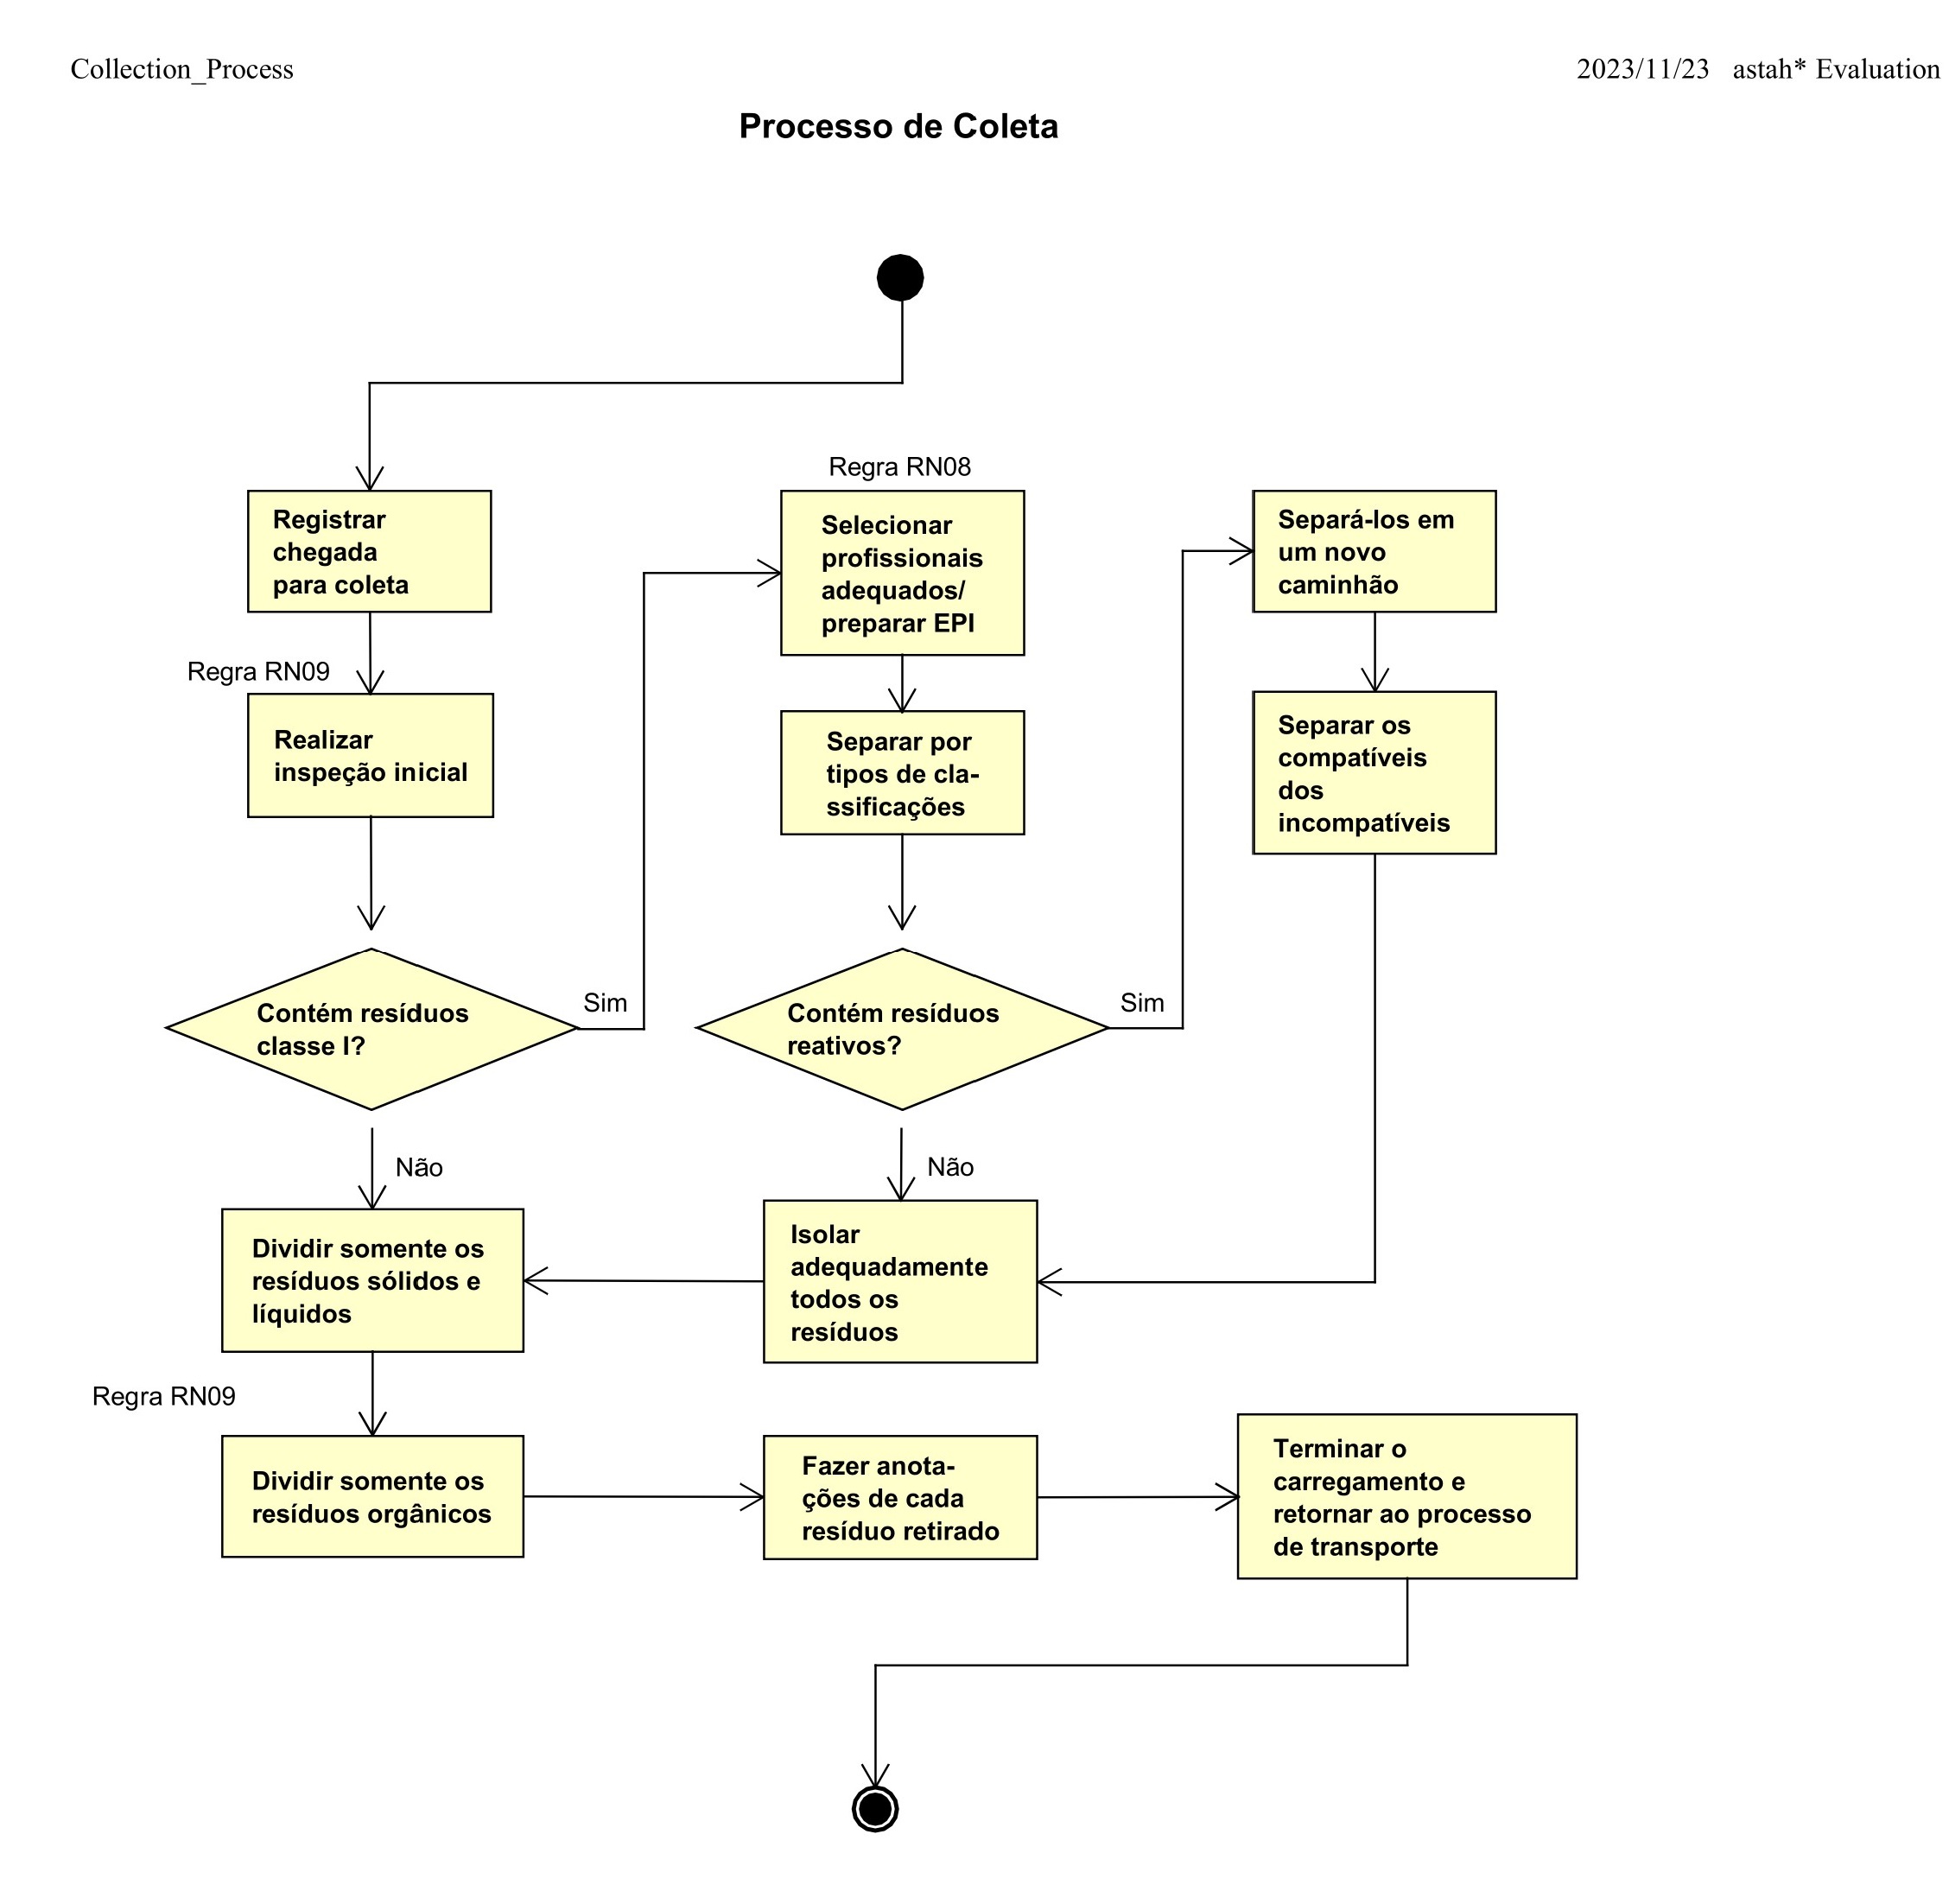 Collection_Process
2023/11/23 astah* Evaluation
Processo de Coleta
Registrar
chegada
para coleta
Regra RN09
Realizar
inspeção inicial
Contém resíduos
classe I?
Sim
Não
Regra RN08
Selecionar
profissionais
adequados/
preparar EPI
Separar por
tipos de cla-
ssificações
Contém resíduos
reativos?
Sim
Não
Separá-los em
um novo
caminhão
Separar os
compatíveis
dos
incompatíveis
Isolar
adequadamente
todos os
resíduos
Dividir somente os
resíduos sólidos e
líquidos
Regra RN09
Dividir somente os
resíduos orgânicos
Fazer anota-
ções de cada
resíduo retirado
Terminar o
carregamento e
retornar ao processo
de transporte